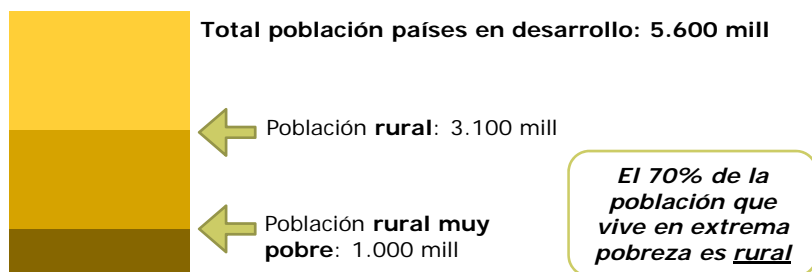 Total población países en desarrollo: 5.600 mill
Población rural: 3.100 mill
Población rural muy
pobre: 1.000 mill
El 70% de la
población que
vive en extrema
pobreza es rural